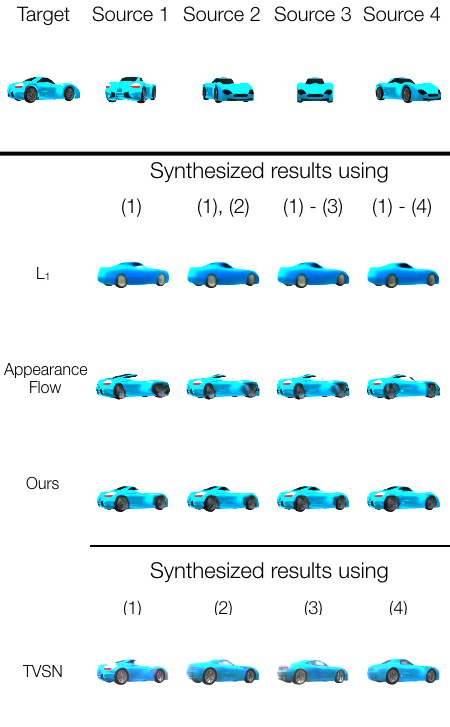 Target Source 1 Source 2 Source 3 Source 4
Synthesized results using
(1) (1), (2) (1) - (3) (1) - (4)
L₁
Appearance
Flow
Ours
Synthesized results using
(1) (2) (3) (4)
TVSN